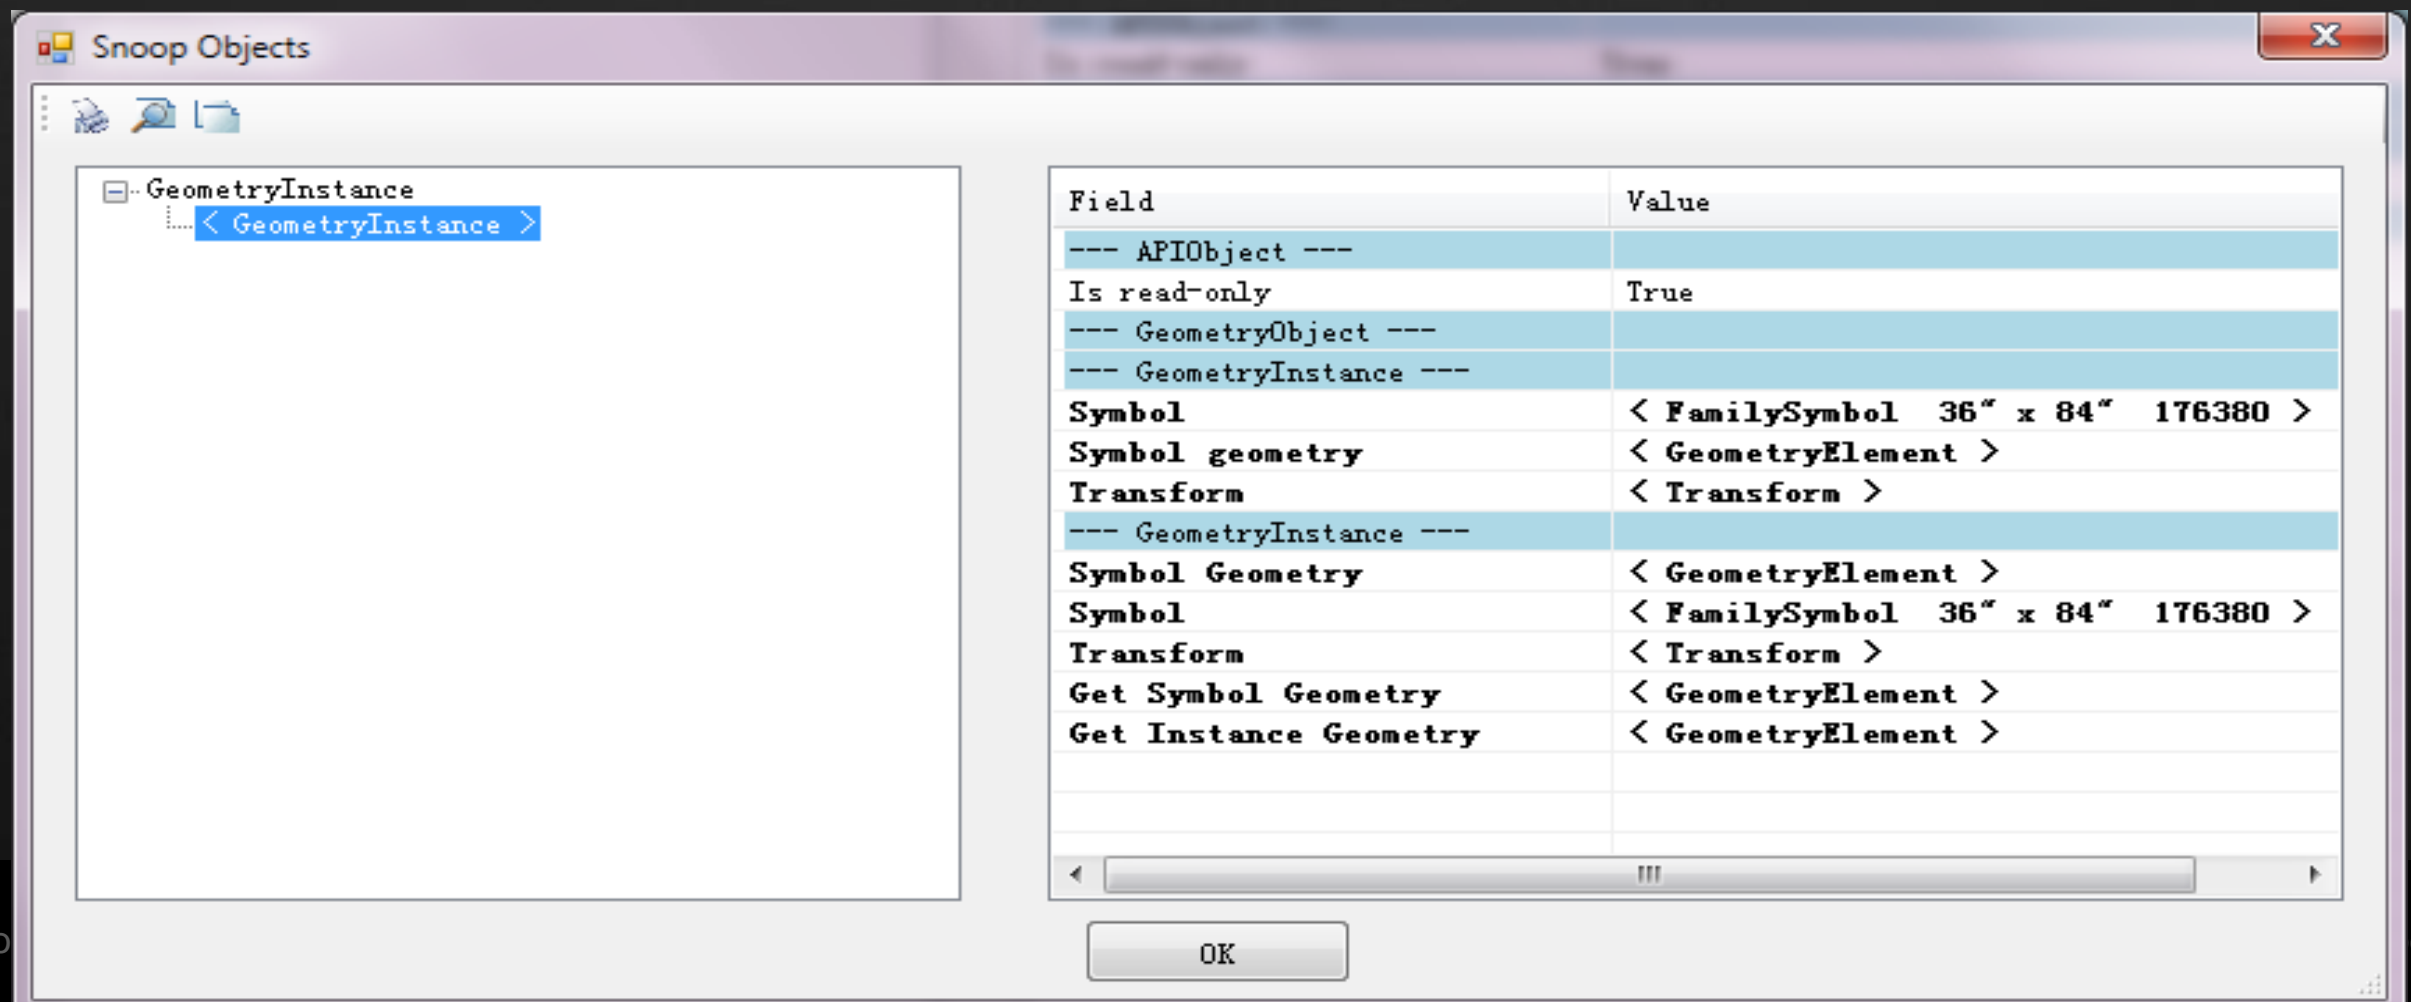 Snoop Objects
GeometryInstance
< GeometryInstance >
Field Value
--- APIObject ---
Is read-only True
--- GeometryObject ---
--- GeometryInstance ---
Symbol < FamilySymbol 36" x 84" 176380 >
Symbol geometry < GeometryElement >
Transform < Transform >
--- GeometryInstance ---
Symbol Geometry < GeometryElement >
Symbol < FamilySymbol 36" x 84" 176380 >
Transform < Transform >
Get Symbol Geometry < GeometryElement >
Get Instance Geometry < GeometryElement >
OK